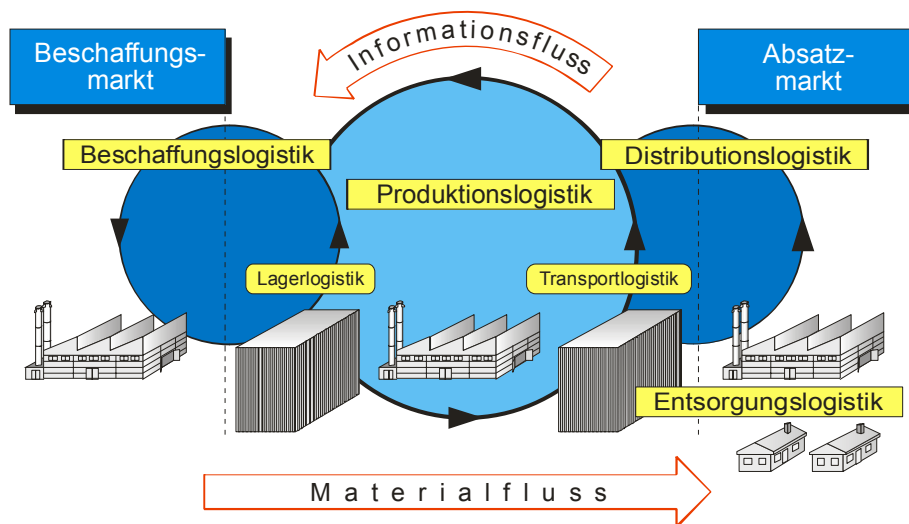 Informationsfluss
Beschaffungs-
markt
Absatz-
markt
Beschaffungslogistik
Distributionslogistik
Produktionslogistik
Lagerlogistik
Transportlogistik
Entsorgungslogistik
Materialfluss